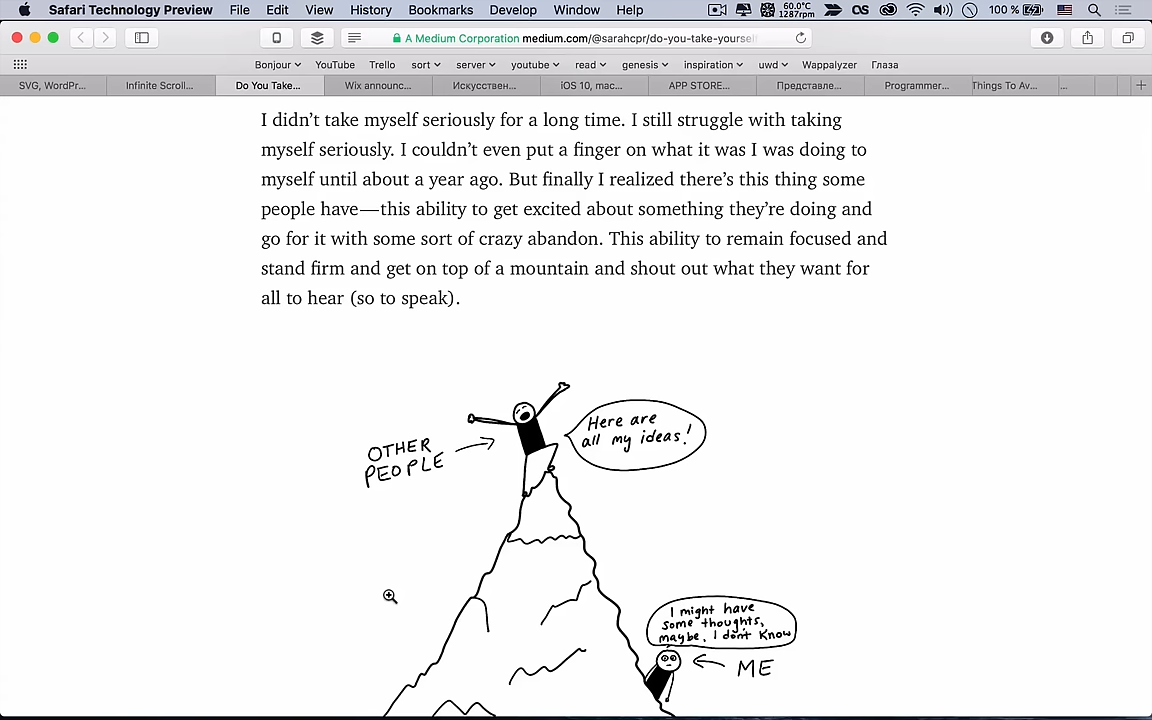 Safari Technology Preview File Edit View History Bookmarks Develop Window Help 60.0°C 1287rpm OS 100 %
A Medium Corporation medium.com/@sarahcpr/do-you-take-yoursel
Bonjour YouTube Trello sort server youtube read genesis inspiration uwd Wappalyzer Глаза
SVG, WordPr... Infinite Scroll... Do You Take... Wix announc... Искусствен... iOS 10, mac... APP STORE... Представле... Programmer... Things To Av... ...
I didn’t take myself seriously for a long time. I still struggle with taking
myself seriously. I couldn’t even put a finger on what it was I was doing to
myself until about a year ago. But finally I realized there’s this thing some
people have—this ability to get excited about something they’re doing and
go for it with some sort of crazy abandon. This ability to remain focused and
stand firm and get on top of a mountain and shout out what they want for
all to hear (so to speak).
OTHER
PEOPLE
Here are
all my ideas!
I might have
some thoughts,
maybe, I don't know
ME